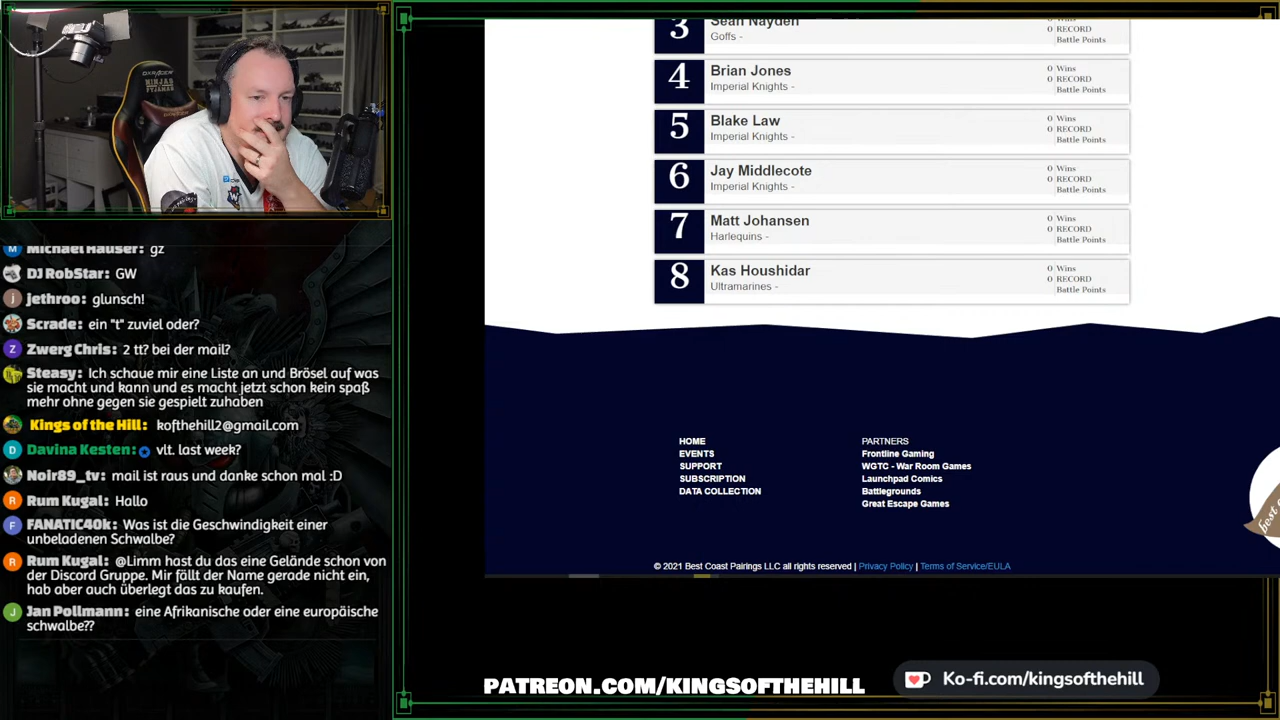 DXRACER
NINJAS
PYJAMAS
Michael Hauser: gz
DJ RobStar: GW
jethroo: glunsch!
Scrade: ein "t" zuviel oder?
Zwerg Chris: 2 tt? bei der mail?
Steasy: Ich schaue mir eine Liste an und Brösel auf was
sie macht und kann und es macht jetzt schon kein spaß
mehr ohne gegen sie gespielt zuhaben
Kings of the Hill: kofthehill2@gmail.com
Davina Kesten: vlt. last week?
Noir89_tv: mail ist raus und danke schon mal :D
Rum Kugal: Hallo
FANATIC40k: Was ist die Geschwindigkeit einer
unbeladenen Schwalbe?
Rum Kugal: @Limm hast du das eine Gelände schon von
der Discord Gruppe. Mir fällt der Name gerade nicht ein,
hab aber auch überlegt das zu kaufen.
Jan Pollmann: eine Afrikanische oder eine europäische
schwalbe??
3 Sean Nayden
Goffs -
0 Wins
0 RECORD
Battle Points
4 Brian Jones
Imperial Knights -
0 Wins
0 RECORD
Battle Points
5 Blake Law
Imperial Knights -
0 Wins
0 RECORD
Battle Points
6 Jay Middlecote
Imperial Knights -
0 Wins
0 RECORD
Battle Points
7 Matt Johansen
Harlequins -
0 Wins
0 RECORD
Battle Points
8 Kas Houshidar
Ultramarines -
0 Wins
0 RECORD
Battle Points
HOME
EVENTS
SUPPORT
SUBSCRIPTION
DATA COLLECTION
PARTNERS
Frontline Gaming
WGTC - War Room Games
Launchpad Comics
Battlegrounds
Great Escape Games
best
© 2021 Best Coast Pairings LLC all rights reserved | Privacy Policy | Terms of Service/EULA
PATREON.COM/KINGSOFTHEHILL
Ko-fi.com/kingsofthehill